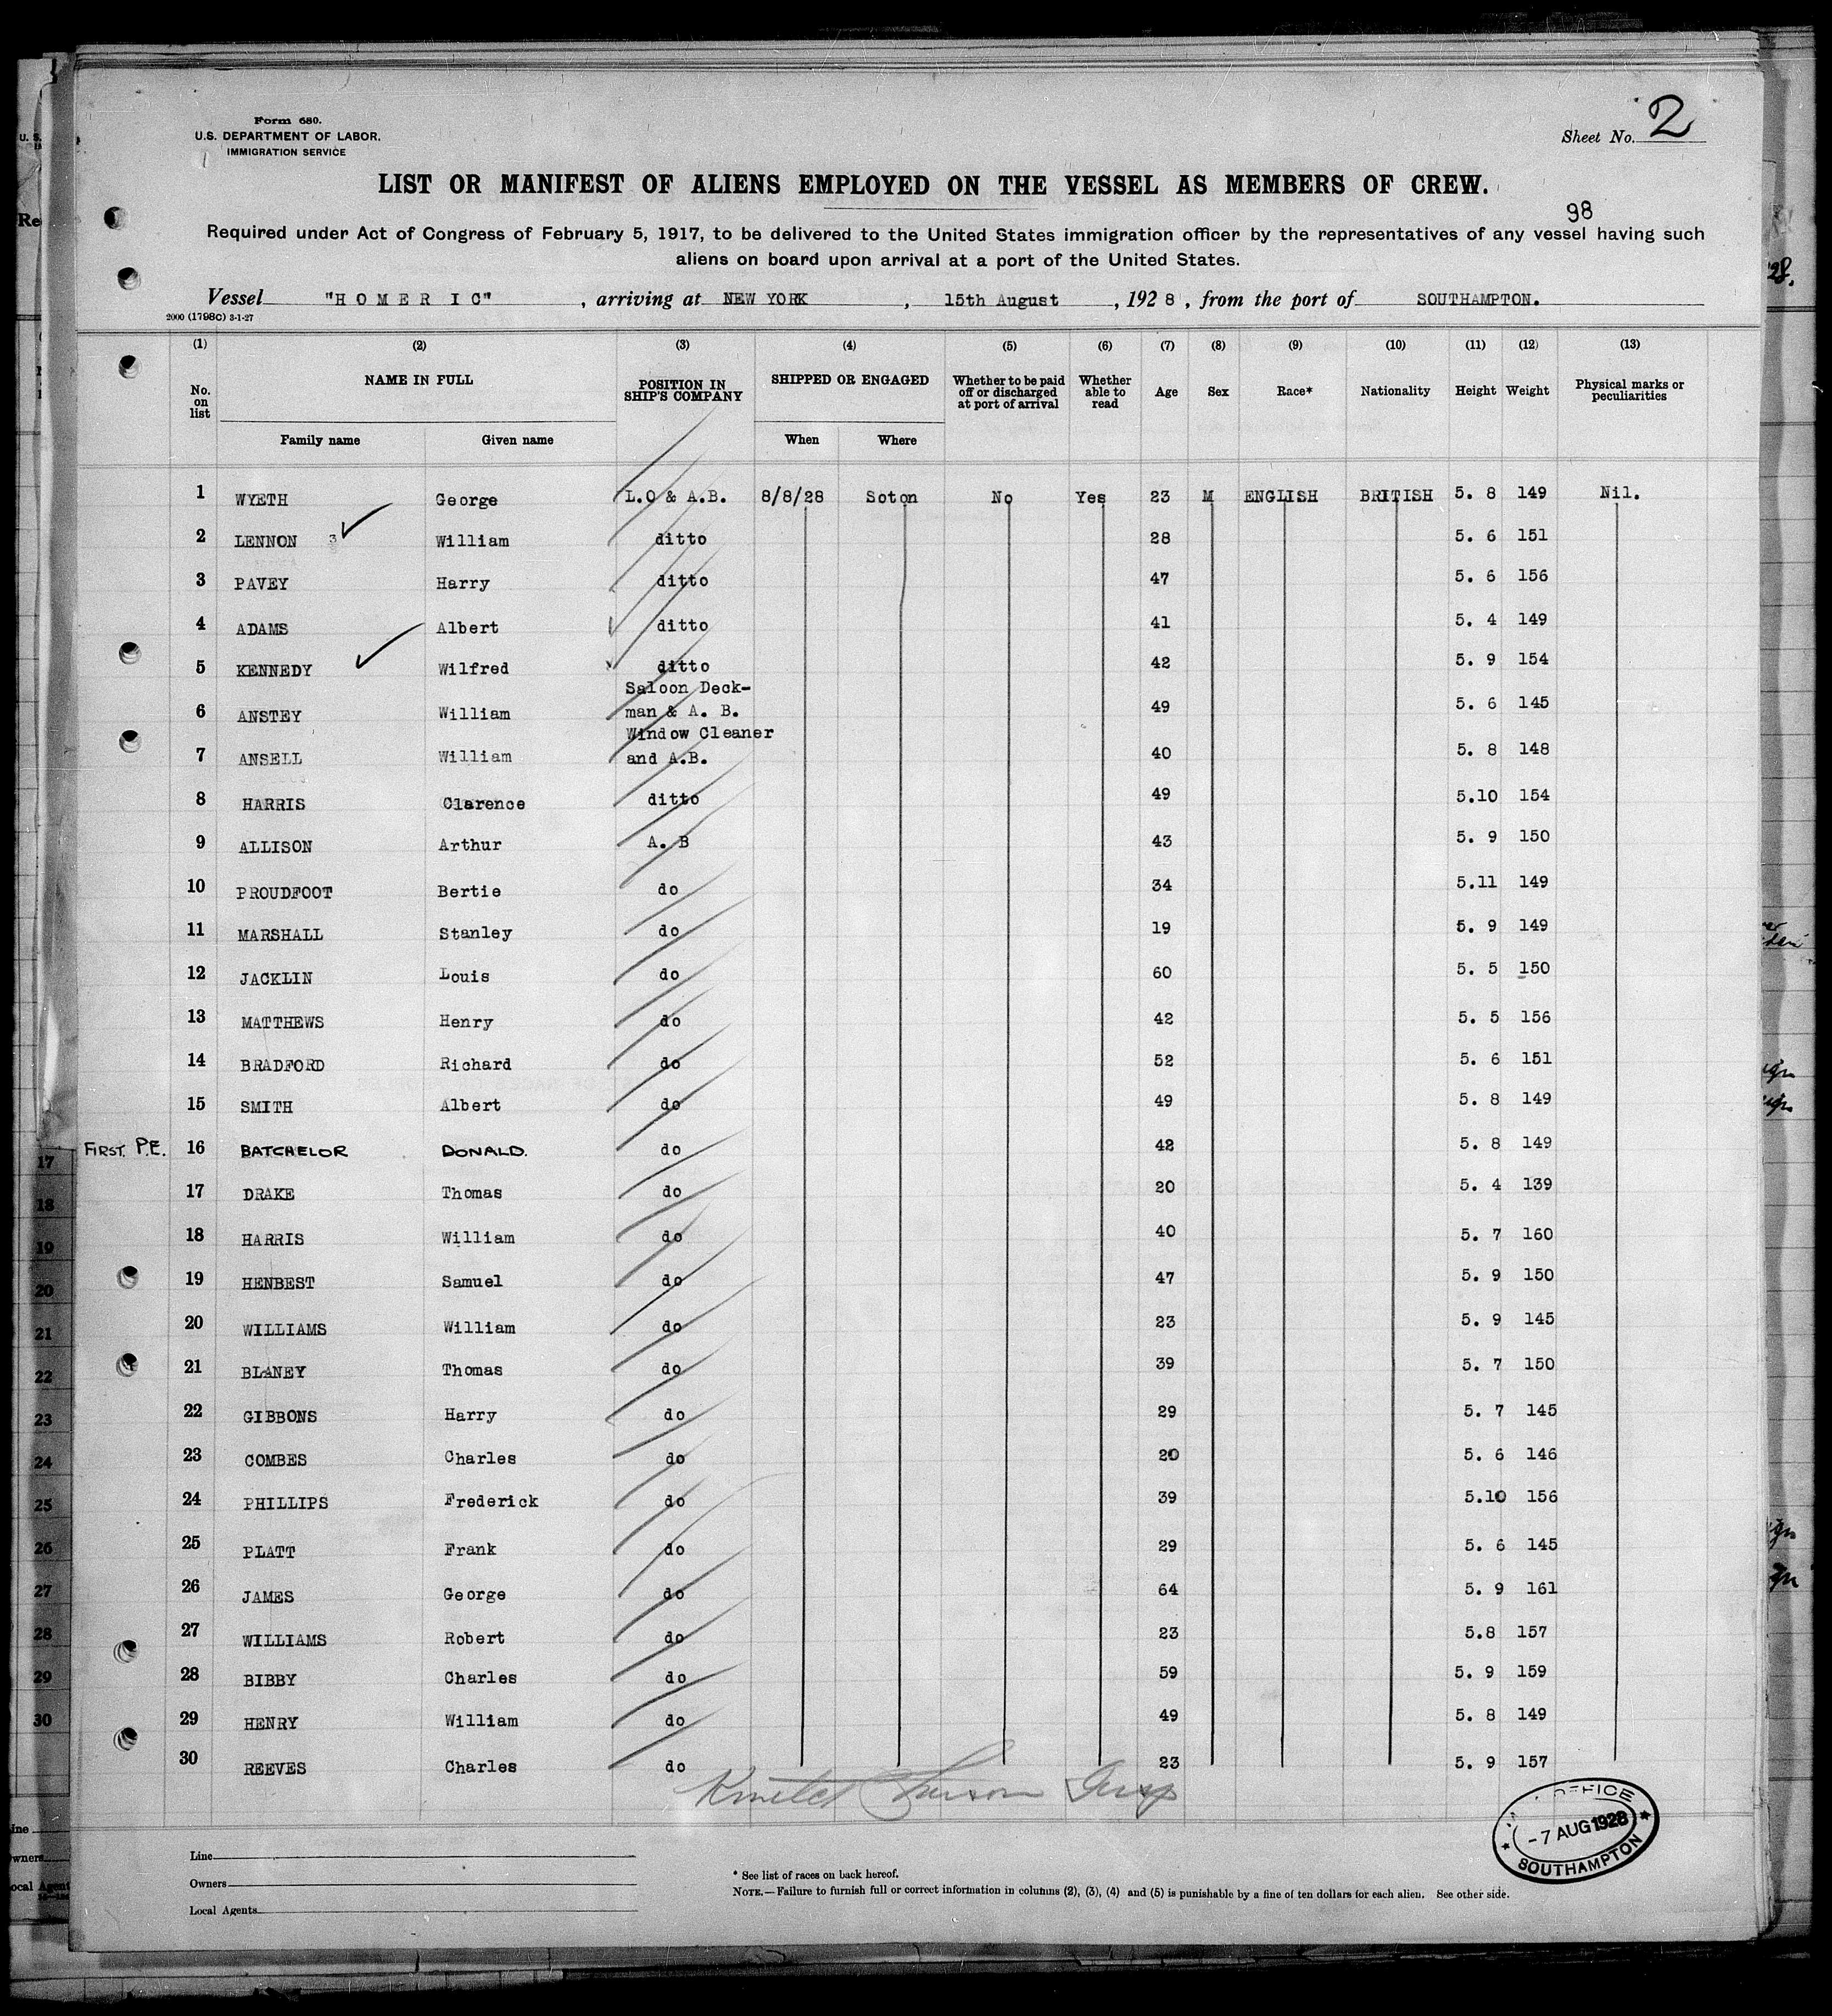 Form 680.
U.S. DEPARTMENT OF LABOR.
IMMIGRATION SERVICE
Sheet No. 2
LIST OR MANIFEST OF ALIENS EMPLOYED ON THE VESSEL AS MEMBERS OF CREW.
98
Required under Act of Congress of February 5, 1917, to be delivered to the United States immigration officer by the representatives of any vessel having such
aliens on board upon arrival at a port of the United States.
Vessel "HOMERIC", arriving at NEW YORK, 15th August, 1928, from the port of SOUTHAMPTON.
2000 (1798C) 3-1-27
(1) (2) (3) (4) (5) (6) (7) (8) (9) (10) (11) (12) (13)
No. on list NAME IN FULL POSITION IN SHIP'S COMPANY SHIPPED OR ENGAGED Whether to be paid off or discharged at port of arrival Whether able to read Age Sex Race* Nationality Height Weight Physical marks or peculiarities
Family name Given name When Where
1 WYETH George L.O & A.B. 8/8/28 Soton No Yes 23 M ENGLISH BRITISH 5. 8 149 Nil.
2 LENNON 3 William ditto 28 5. 6 151
3 PAVEY Harry ditto 47 5. 6 156
4 ADAMS Albert ditto 41 5. 4 149
5 KENNEDY Wilfred ditto 42 5. 9 154
6 ANSTEY William Saloon Deck-man & A. B. 49 5. 6 145
7 ANSELL William Window Cleaner and A.B. 40 5. 8 148
8 HARRIS Clarence ditto 49 5.10 154
9 ALLISON Arthur A. B 43 5. 9 150
10 PROUDFOOT Bertie do 34 5.11 149
11 MARSHALL Stanley do 19 5. 9 149
12 JACKLIN Louis do 60 5. 5 150
13 MATTHEWS Henry do 42 5. 5 156
14 BRADFORD Richard do 52 5. 6 151
15 SMITH Albert do 49 5. 8 149
FIRST. P.E. 16 BATCHELOR DONALD. do 42 5. 8 149
17 DRAKE Thomas do 20 5. 4 139
18 HARRIS William do 40 5. 7 160
19 HENBEST Samuel do 47 5. 9 150
20 WILLIAMS William do 23 5. 9 145
21 BLANEY Thomas do 39 5. 7 150
22 GIBBONS Harry do 29 5. 7 145
23 COMBES Charles do 20 5. 6 146
24 PHILLIPS Frederick do 39 5.10 156
25 PLATT Frank do 29 5. 6 145
26 JAMES George do 64 5. 9 161
27 WILLIAMS Robert do 23 5.8 157
28 BIBBY Charles do 59 5. 9 159
29 HENRY William do 49 5. 8 149
30 REEVES Charles do 23 5. 9 157
OFFICE
-7 AUG 1928
SOUTHAMPTON
Line
Owners
Local Agents
* See list of races on back hereof.
NOTE.—Failure to furnish full or correct information in columns (2), (3), (4) and (5) is punishable by a fine of ten dollars for each alien. See other side.